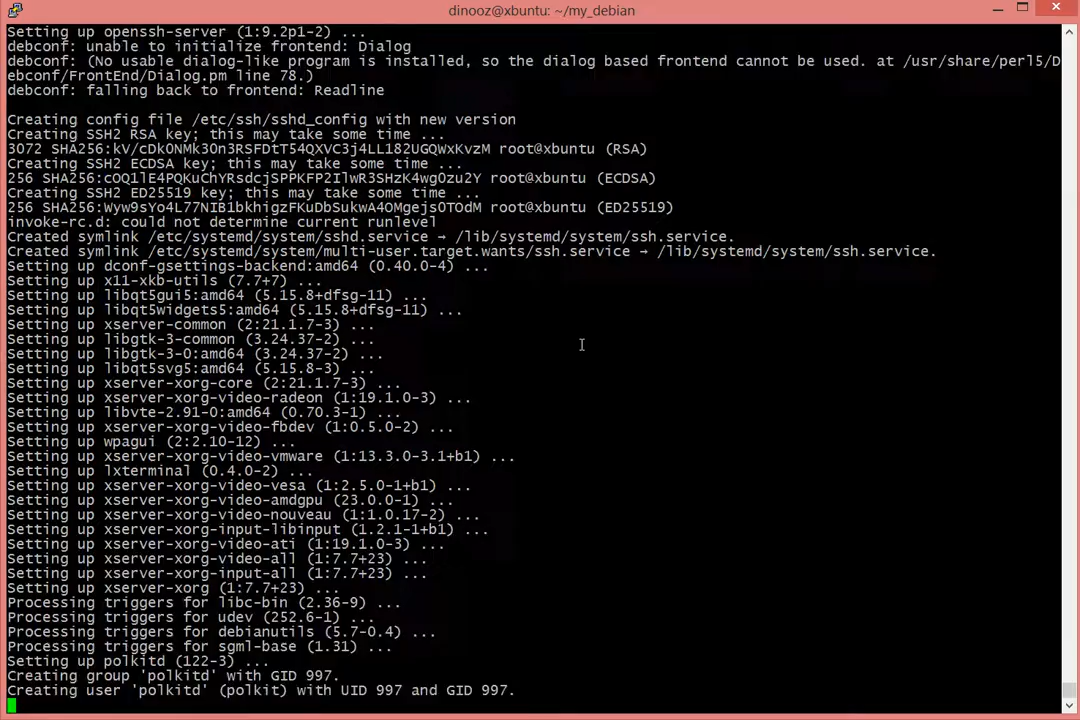 dinooz@xbuntu: ~/my_debian
Setting up openssh-server (1:9.2p1-2) ...
debconf: unable to initialize frontend: Dialog
debconf: (No usable dialog-like program is installed, so the dialog based frontend cannot be used. at /usr/share/perl5/D
ebconf/FrontEnd/Dialog.pm line 78.)
debconf: falling back to frontend: Readline
Creating config file /etc/ssh/sshd_config with new version
Creating SSH2 RSA key; this may take some time ...
3072 SHA256:kV/cDkONMk3On3RSFDtT54QXVC3j4LL182UGQWxKvzM root@xbuntu (RSA)
Creating SSH2 ECDSA key; this may take some time ...
256 SHA256:cOQ1lE4PQKuChYRsdcjSPPKFP2IlwR3SHzK4wg0zu2Y root@xbuntu (ECDSA)
Creating SSH2 ED25519 key; this may take some time ...
256 SHA256:Wyw9sYo4L77NIB1bkhigzFKuDbSukwA4OMgejs0TOdM root@xbuntu (ED25519)
invoke-rc.d: could not determine current runlevel
Created symlink /etc/systemd/system/sshd.service → /lib/systemd/system/ssh.service.
Created symlink /etc/systemd/system/multi-user.target.wants/ssh.service → /lib/systemd/system/ssh.service.
Setting up dconf-gsettings-backend:amd64 (0.40.0-4) ...
Setting up x11-xkb-utils (7.7+7) ...
Setting up libqt5gui5:amd64 (5.15.8+dfsg-11) ...
Setting up libqt5widgets5:amd64 (5.15.8+dfsg-11) ...
Setting up xserver-common (2:21.1.7-3) ...
Setting up libgtk-3-common (3.24.37-2) ...
Setting up libgtk-3-0:amd64 (3.24.37-2) ...
Setting up libqt5svg5:amd64 (5.15.8-3) ...
Setting up xserver-xorg-core (2:21.1.7-3) ...
Setting up xserver-xorg-video-radeon (1:19.1.0-3) ...
Setting up libvte-2.91-0:amd64 (0.70.3-1) ...
Setting up xserver-xorg-video-fbdev (1:0.5.0-2) ...
Setting up wpagui (2:2.10-12) ...
Setting up xserver-xorg-video-vmware (1:13.3.0-3.1+b1) ...
Setting up lxterminal (0.4.0-2) ...
Setting up xserver-xorg-video-vesa (1:2.5.0-1+b1) ...
Setting up xserver-xorg-video-amdgpu (23.0.0-1) ...
Setting up xserver-xorg-video-nouveau (1:1.0.17-2) ...
Setting up xserver-xorg-input-libinput (1.2.1-1+b1) ...
Setting up xserver-xorg-video-ati (1:19.1.0-3) ...
Setting up xserver-xorg-video-all (1:7.7+23) ...
Setting up xserver-xorg-input-all (1:7.7+23) ...
Setting up xserver-xorg (1:7.7+23) ...
Processing triggers for libc-bin (2.36-9) ...
Processing triggers for udev (252.6-1) ...
Processing triggers for debianutils (5.7-0.4) ...
Processing triggers for sgml-base (1.31) ...
Setting up polkitd (122-3) ...
Creating group 'polkitd' with GID 997.
Creating user 'polkitd' (polkit) with UID 997 and GID 997.